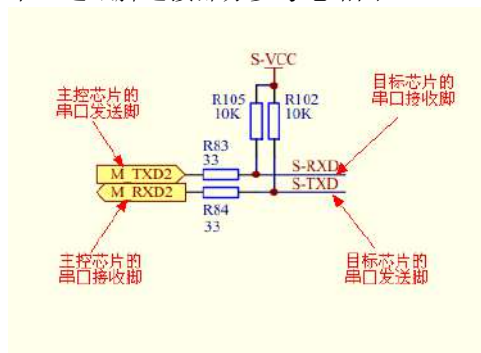 S-VCC
主控芯片的
串口发送脚
目标芯片的
串口接收脚
R105
10K
R102
10K
R83
33
M_TXD2
S-RXD
M_RXD2
S-TXD
R84
33
主控芯片的
串口接收脚
目标芯片的
串口发送脚